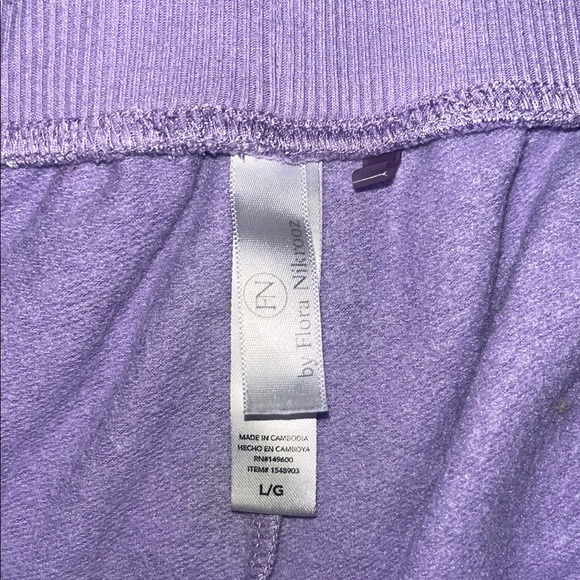 FN
by Flora Nikrooz
MADE IN CAMBODIA
HECHO EN CAMBOYA
RN#149600
ITEM# 1548903
L/G